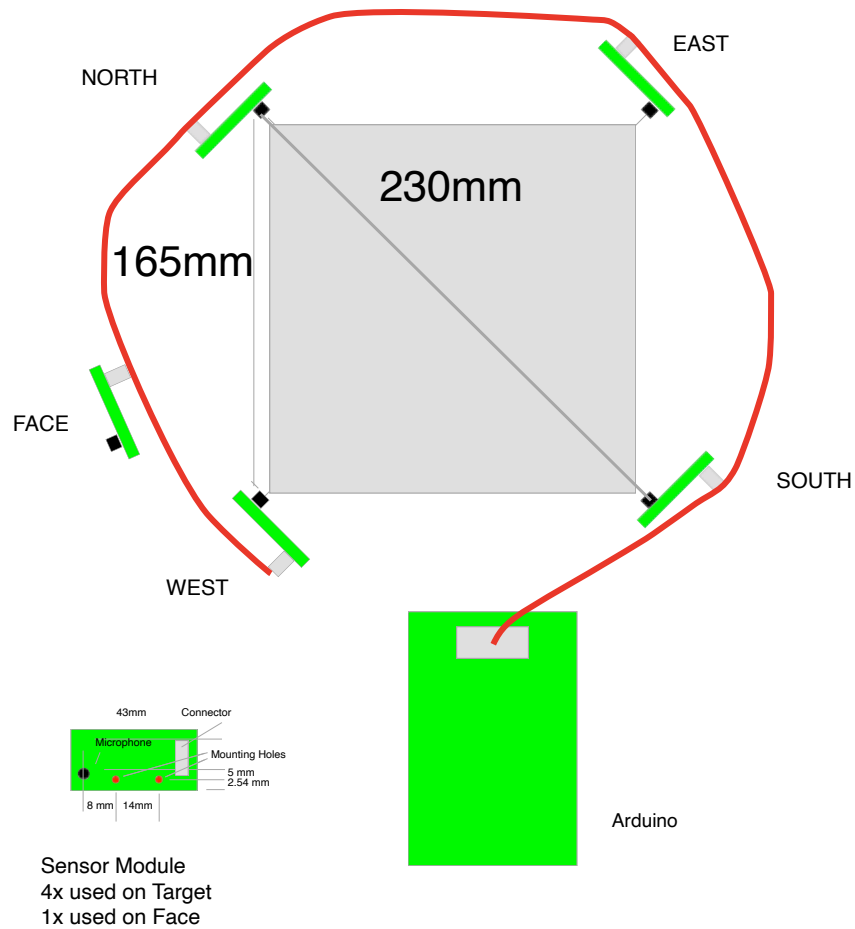 EAST
NORTH
230mm
165mm
FACE
SOUTH
WEST
43mm
Connector
Microphone
Mounting Holes
5 mm
2.54 mm
8 mm
14mm
Arduino
Sensor Module
4x used on Target
1x used on Face